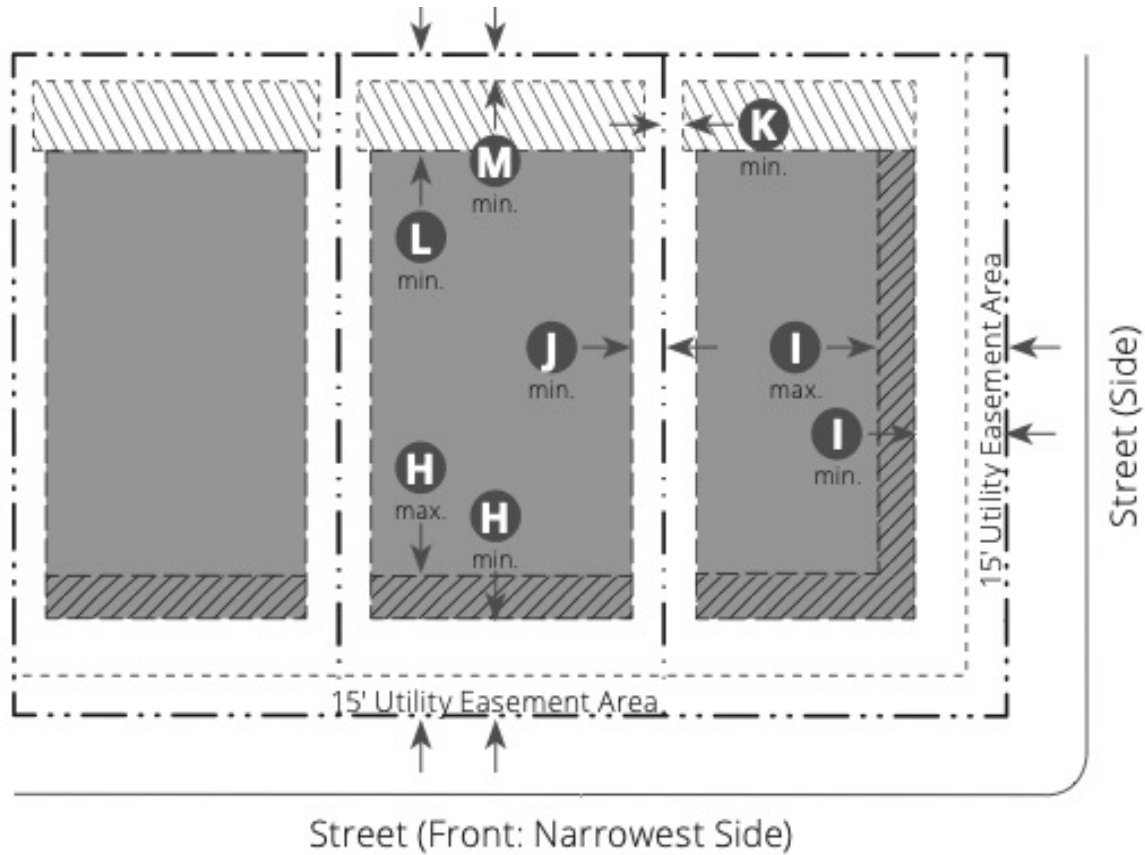 K
min.
M
min.
L
min.
J
min.
I
max.
I
min.
H
max.
H
min.
15' Utility Easement Area
Street (Side)
15' Utility Easement Area
Street (Front: Narrowest Side)